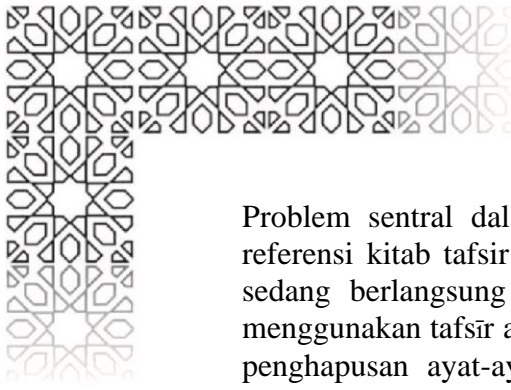 Problem sentral dal
referensi kitab tafsir
sedang berlangsung
menggunakan tafsīr a
penghapusan ayat-ay